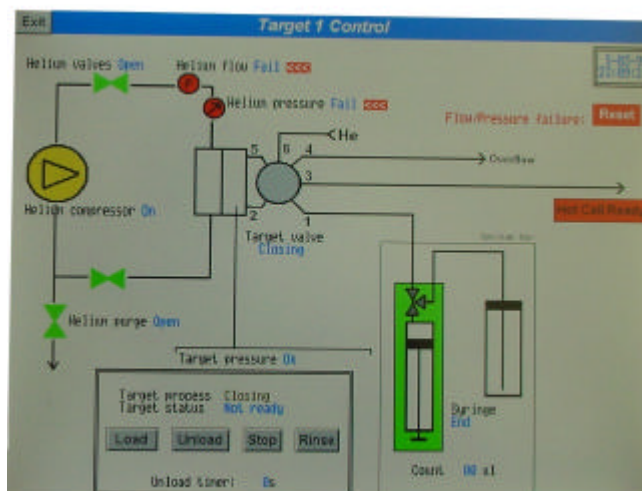 Exit
Target 1 Control
Helium valves Open
Helium flow Fail <<<
Helium pressure Fail <<<
Flow/Pressure failure: Reset
He
5 6 4
Overflow
3
Hot Cell Ready
2 1
Helium compressor On
Target valve
Closing
Helium purge Open
Target pressure Ok
Target process Closing
Target status Not ready
Load Unload Stop Rinse
Unload timer: 0s
Syringe
End
Count